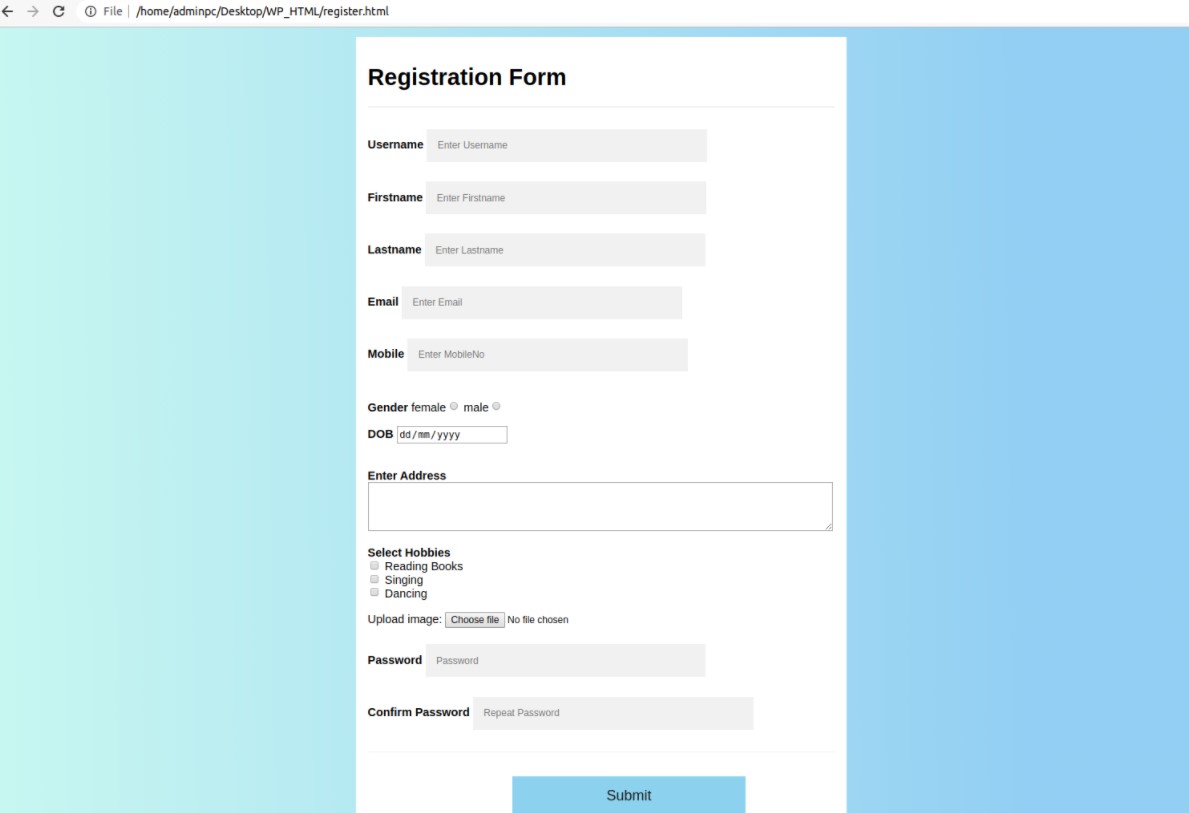 File | /home/adminpc/Desktop/WP_HTML/register.html
Registration Form
Username Enter Username
Firstname Enter Firstname
Lastname Enter Lastname
Email Enter Email
Mobile Enter MobileNo
Gender female male
DOB dd/mm/yyyy
Enter Address
Select Hobbies
Reading Books
Singing
Dancing
Upload image: Choose file No file chosen
Password Password
Confirm Password Repeat Password
Submit